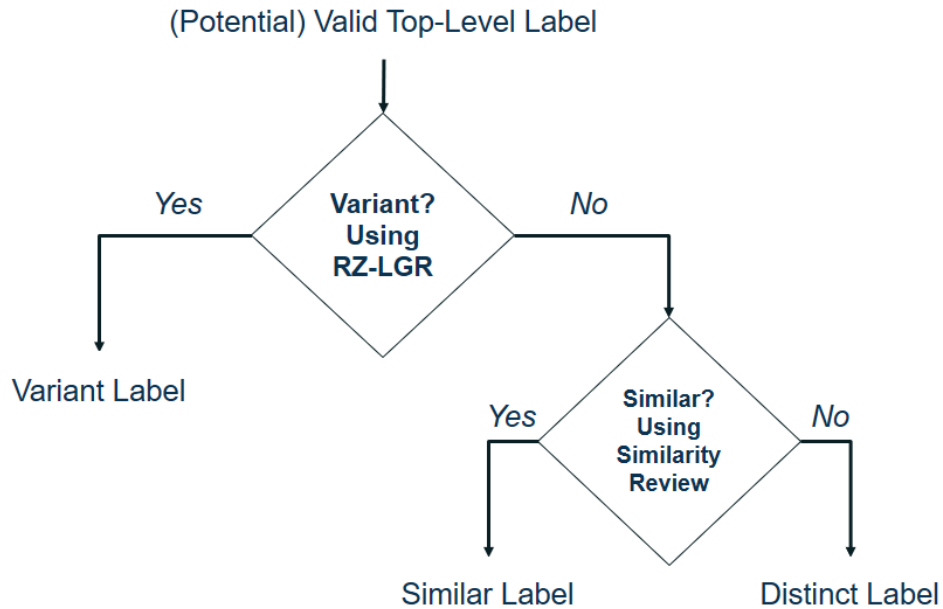 (Potential) Valid Top-Level Label
Yes
Variant?
Using
RZ-LGR
No
Variant Label
Yes
Similar?
Using
Similarity
Review
No
Similar Label
Distinct Label